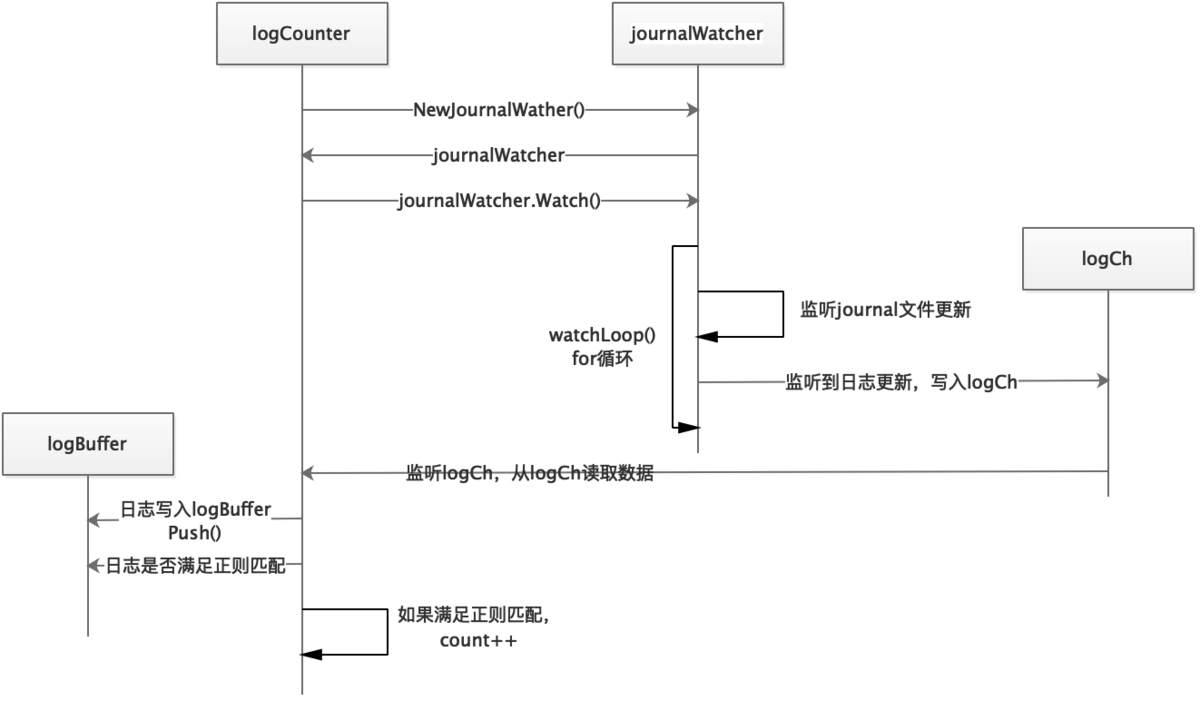 logCounter
journalWatcher
NewJournalWather()
journalWatcher
journalWatcher.Watch()
logCh
监听journal文件更新
watchLoop()
for循环
监听到日志更新，写入logCh
logBuffer
监听logCh，从logCh读取数据
日志写入logBuffer
Push()
日志是否满足正则匹配
如果满足正则匹配，
count++